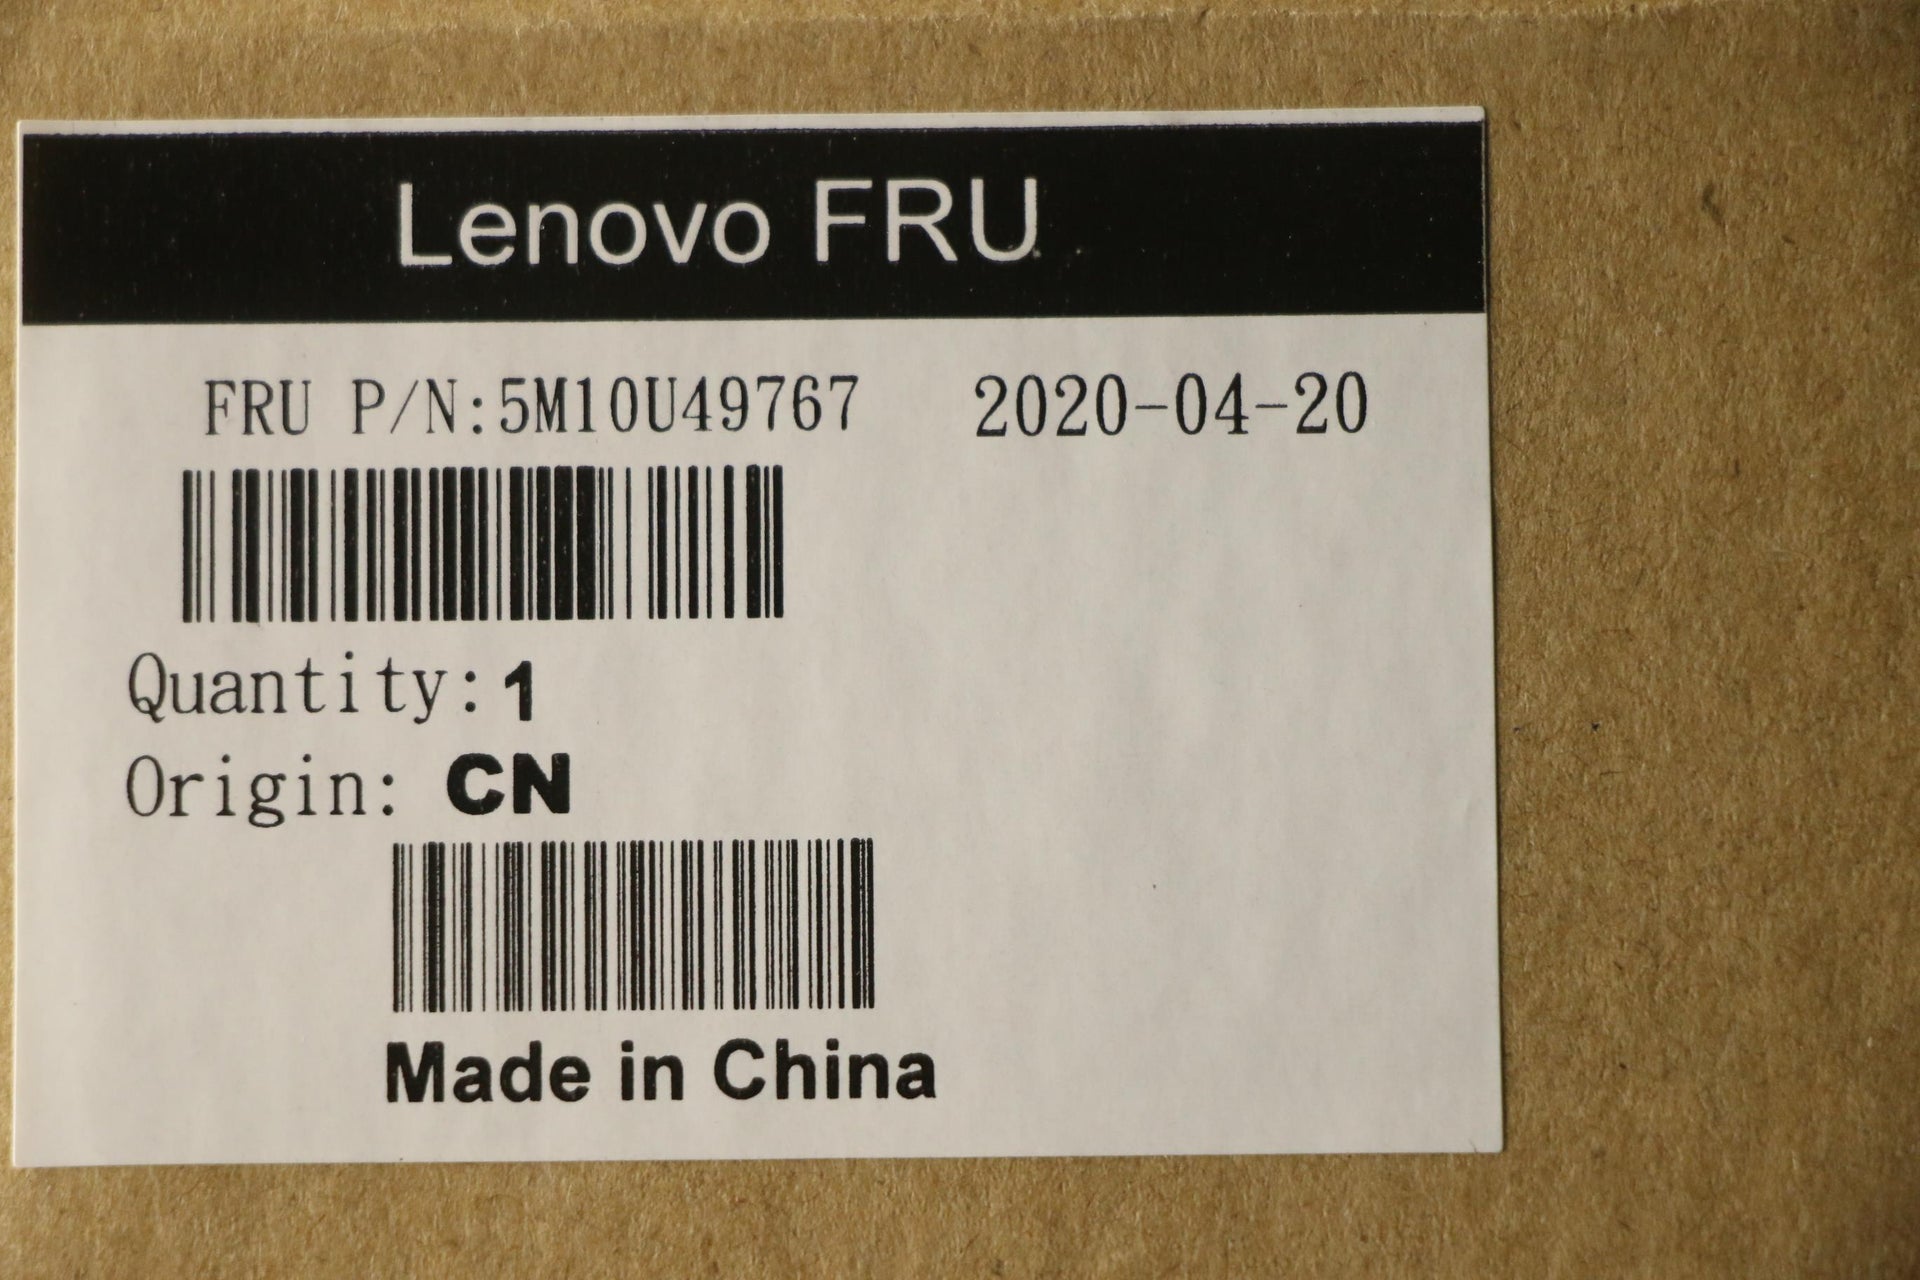 Lenovo FRU
FRU P/N:5M10U49767 2020-04-20
Quantity:1
Origin: CN
Made in China